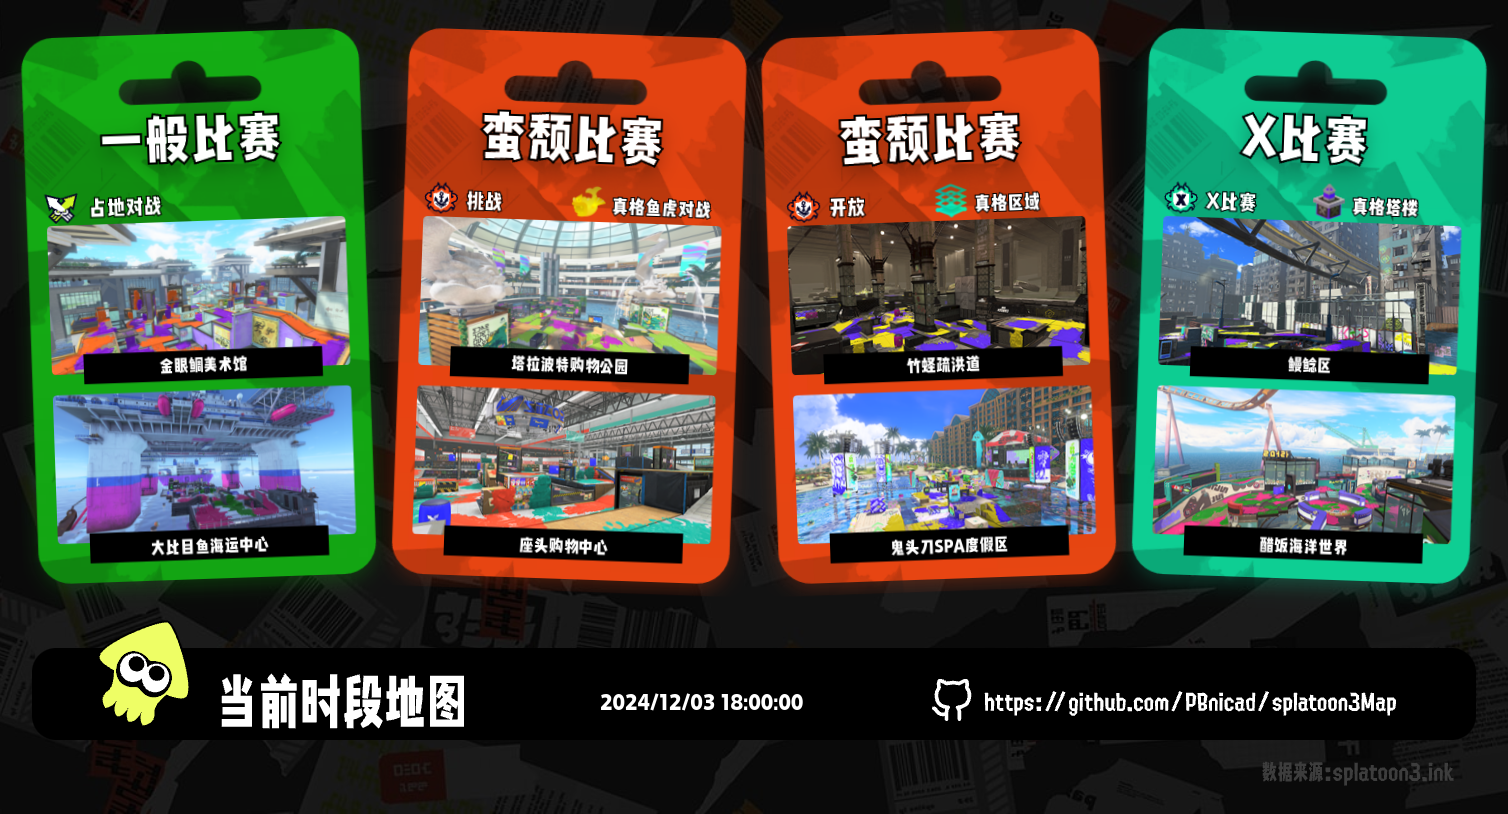 一般比赛
占地对战
金眼鲷美术馆
大比目鱼海运中心
蛮颓比赛
挑战
真格鱼虎对战
塔拉波特购物公园
座头购物中心
蛮颓比赛
开放
真格区域
竹蛏疏洪道
鬼头刀SPA度假区
X比赛
X比赛
真格塔楼
鳗鲶区
醋饭海洋世界
当前时段地图
2024/12/03 18:00:00
https://github.com/PBnicad/splatoon3Map
数据来源:splatoon3.ink